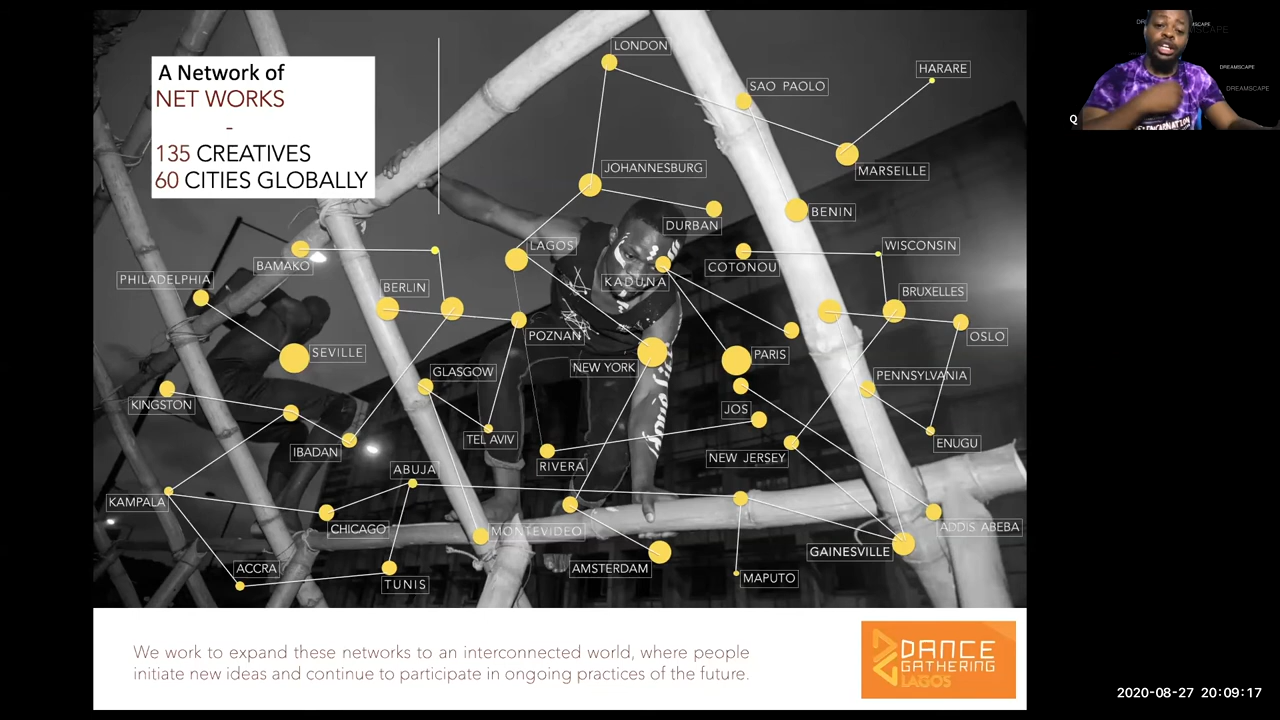 A Network of
NET WORKS
-
135 CREATIVES
60 CITIES GLOBALLY
LONDON
SAO PAOLO
HARARE
MARSEILLE
JOHANNESBURG
DURBAN
BENIN
LAGOS
KADUNA
COTONOU
WISCONSIN
BAMAKO
PHILADELPHIA
BERLIN
BRUXELLES
POZNAN
OSLO
SEVILLE
NEW YORK
PARIS
GLASGOW
PENNSYLVANIA
KINGSTON
JOS
TEL AVIV
IBADAN
ENUGU
RIVERA
NEW JERSEY
ABUJA
KAMPALA
CHICAGO
MONTEVIDEO
ADDIS ABEBA
GAINESVILLE
ACCRA
TUNIS
AMSTERDAM
MAPUTO
We work to expand these networks to an interconnected world, where people
initiate new ideas and continue to participate in ongoing practices of the future.
DANCE
GATHERING
LAGOS
DREAMSCAPE
DREAMSCAPE
Q
2020-08-27 20:09:17